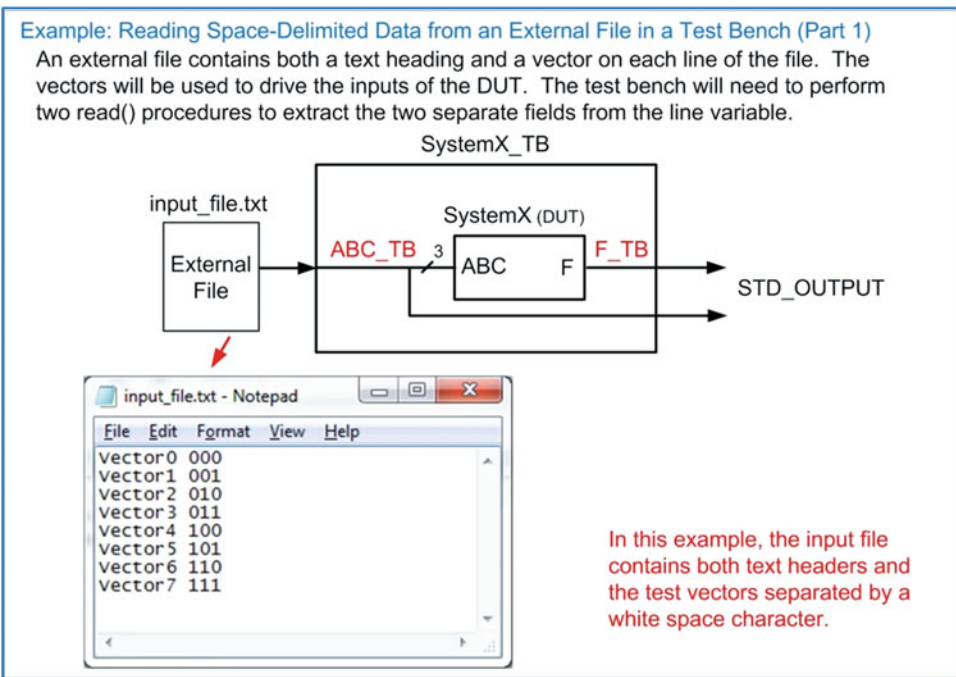 Example: Reading Space-Delimited Data from an External File in a Test Bench (Part 1)
An external file contains both a text heading and a vector on each line of the file. The
vectors will be used to drive the inputs of the DUT. The test bench will need to perform
two read() procedures to extract the two separate fields from the line variable.
SystemX_TB
input_file.txt
SystemX (DUT)
External
File
ABC_TB
3
ABC
F
F_TB
STD_OUTPUT
input_file.txt - Notepad
File Edit Format View Help
Vector0 000
Vector1 001
Vector2 010
Vector3 011
Vector4 100
Vector5 101
Vector6 110
Vector7 111
In this example, the input file
contains both text headers and
the test vectors separated by a
white space character.